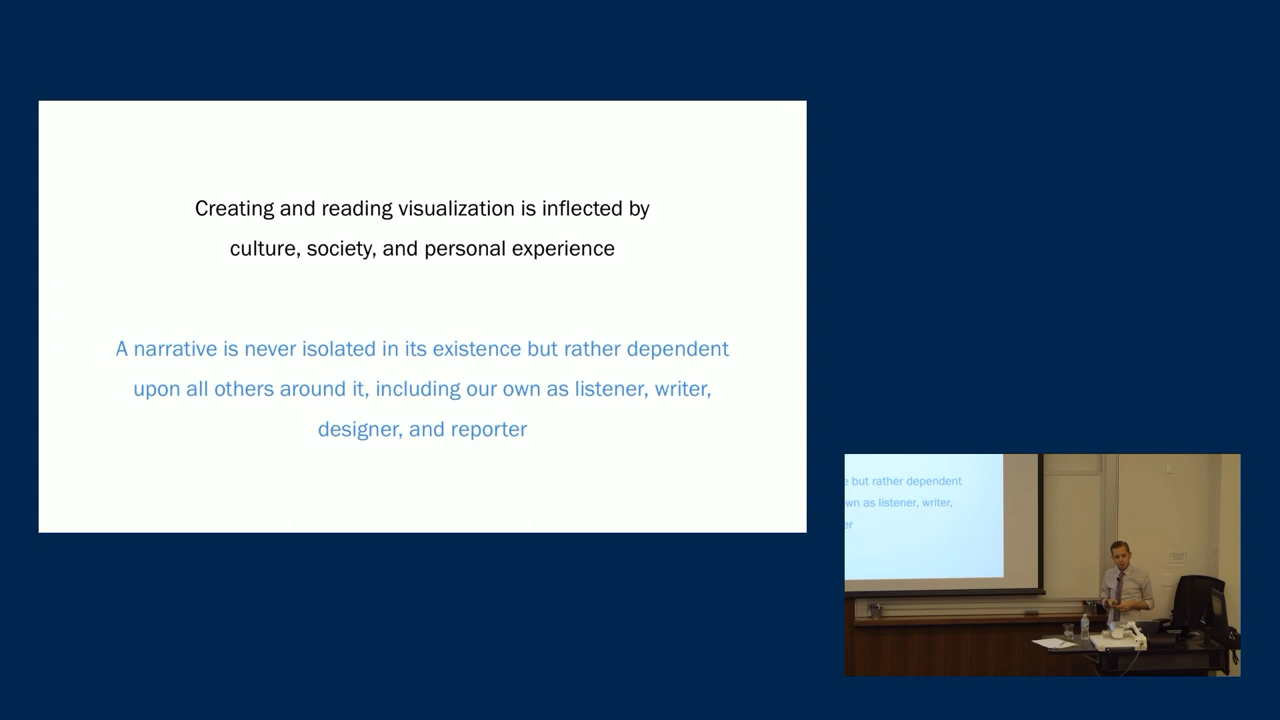 Creating and reading visualization is inflected by
culture, society, and personal experience
A narrative is never isolated in its existence but rather dependent
upon all others around it, including our own as listener, writer,
designer, and reporter
e but rather dependent
wn as listener, writer,
er